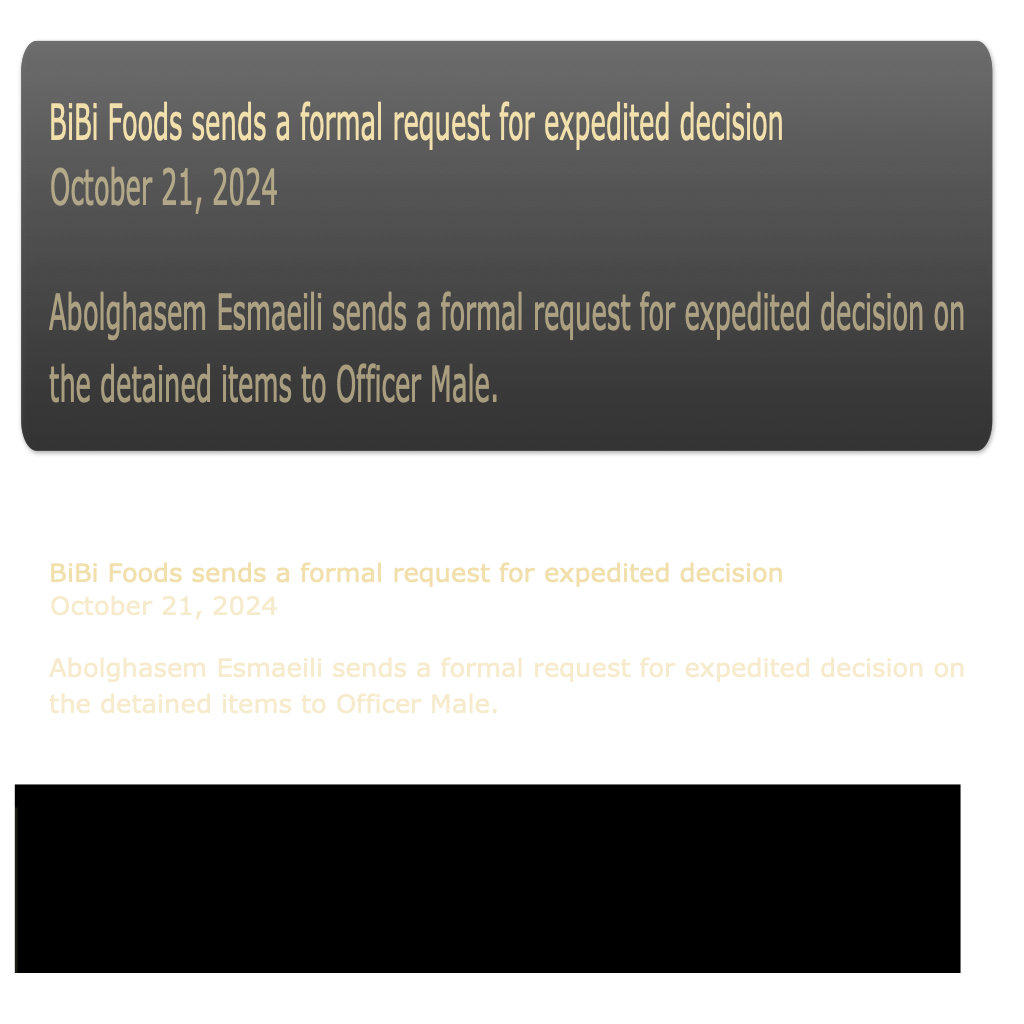 BiBi Foods sends a formal request for expedited decision
October 21, 2024
Abolghasem Esmaeili sends a formal request for expedited decision on
the detained items to Officer Male.
BiBi Foods sends a formal request for expedited decision
October 21, 2024
Abolghasem Esmaeili sends a formal request for expedited decision on
the detained items to Officer Male.